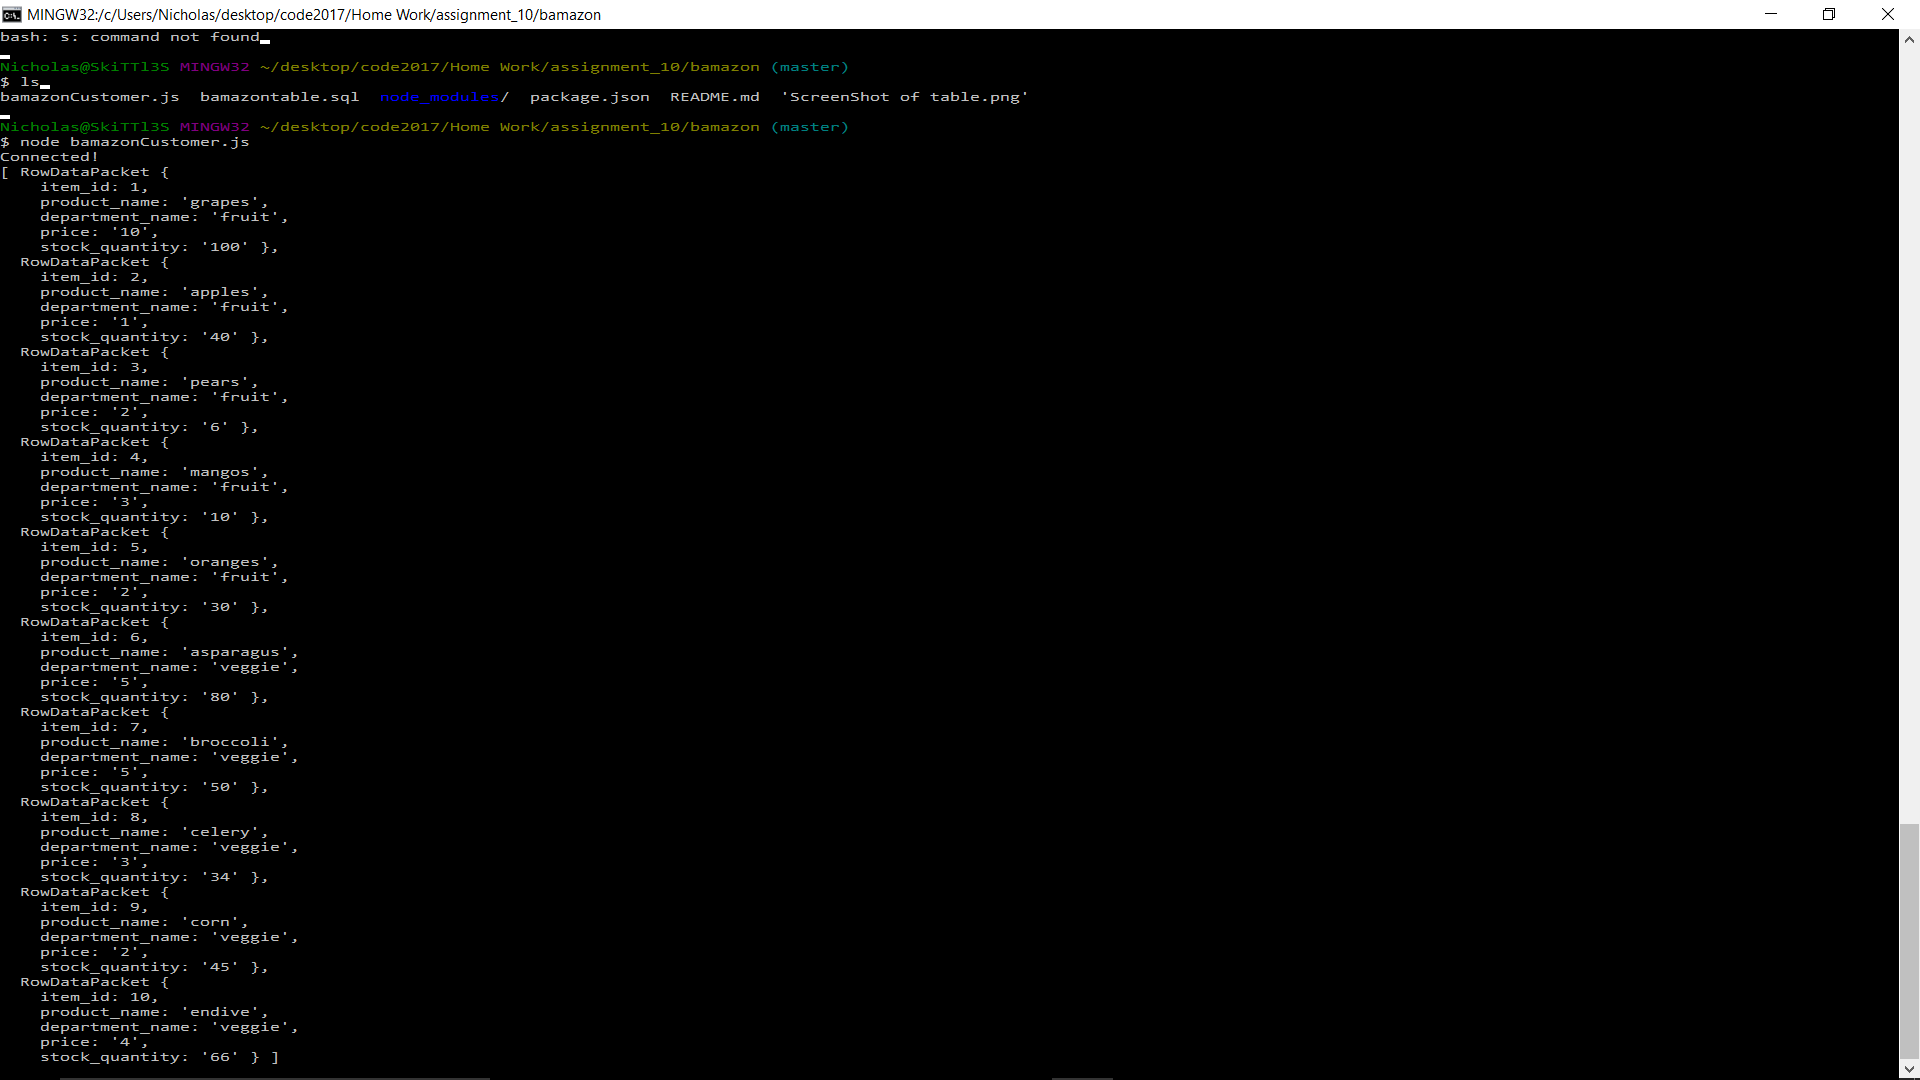 MINGW32:/c/Users/Nicholas/desktop/code2017/Home Work/assignment_10/bamazon
bash: s: command not found
Nicholas@SkiTTl3S MINGW32 ~/desktop/code2017/Home Work/assignment_10/bamazon (master)
$ ls
bamazonCustomer.js  bamazontable.sql  node_modules/  package.json  README.md  'ScreenShot of table.png'
Nicholas@SkiTTl3S MINGW32 ~/desktop/code2017/Home Work/assignment_10/bamazon (master)
$ node bamazonCustomer.js
Connected!
[ RowDataPacket {
    item_id: 1,
    product_name: 'grapes',
    department_name: 'fruit',
    price: '10',
    stock_quantity: '100' },
  RowDataPacket {
    item_id: 2,
    product_name: 'apples',
    department_name: 'fruit',
    price: '1',
    stock_quantity: '40' },
  RowDataPacket {
    item_id: 3,
    product_name: 'pears',
    department_name: 'fruit',
    price: '2',
    stock_quantity: '6' },
  RowDataPacket {
    item_id: 4,
    product_name: 'mangos',
    department_name: 'fruit',
    price: '3',
    stock_quantity: '10' },
  RowDataPacket {
    item_id: 5,
    product_name: 'oranges',
    department_name: 'fruit',
    price: '2',
    stock_quantity: '30' },
  RowDataPacket {
    item_id: 6,
    product_name: 'asparagus',
    department_name: 'veggie',
    price: '5',
    stock_quantity: '80' },
  RowDataPacket {
    item_id: 7,
    product_name: 'broccoli',
    department_name: 'veggie',
    price: '5',
    stock_quantity: '50' },
  RowDataPacket {
    item_id: 8,
    product_name: 'celery',
    department_name: 'veggie',
    price: '3',
    stock_quantity: '34' },
  RowDataPacket {
    item_id: 9,
    product_name: 'corn',
    department_name: 'veggie',
    price: '2',
    stock_quantity: '45' },
  RowDataPacket {
    item_id: 10,
    product_name: 'endive',
    department_name: 'veggie',
    price: '4',
    stock_quantity: '66' } ]